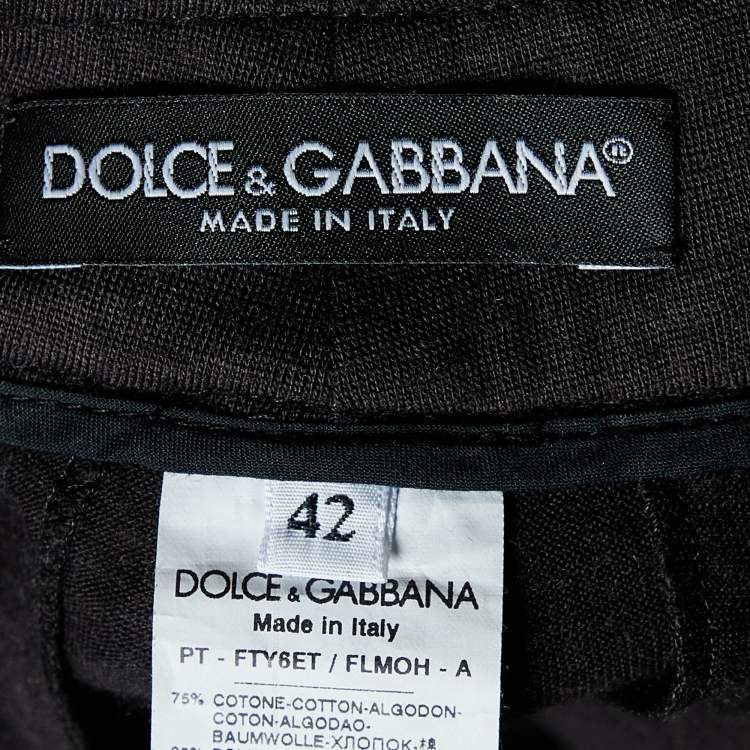 DOLCE & GABBANA®
MADE IN ITALY
42
DOLCE & GABBANA
Made in Italy
PT - FTY6ET / FLMOH - A
75% COTONE-COTTON-ALGODON-
COTON-ALGODAO-
BAUMWOLLE-ХЛОПОК-棉